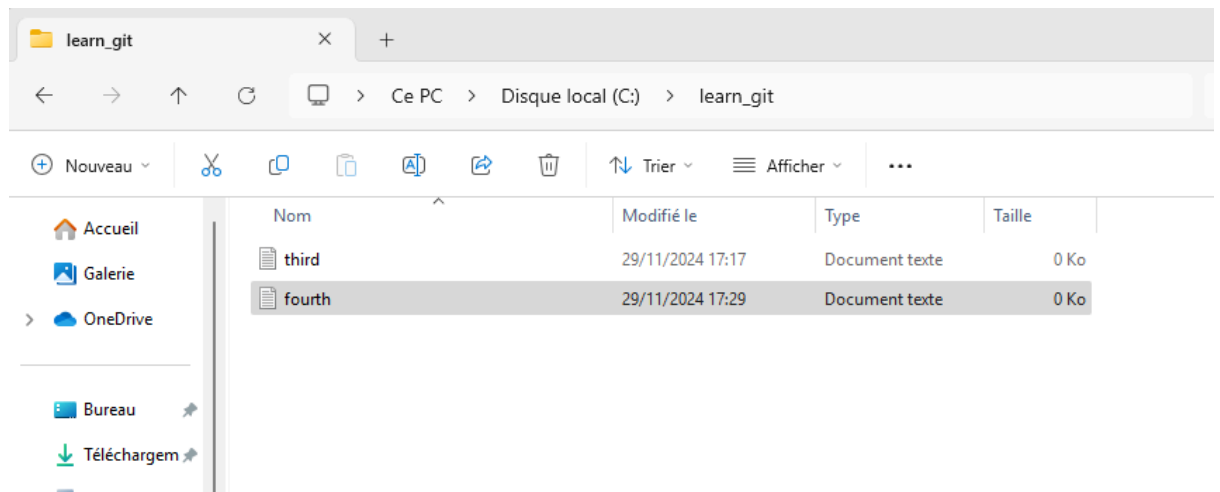 learn_git
Ce PC > Disque local (C:) > learn_git
Nouveau Trier Afficher
Accueil
Galerie
OneDrive
Bureau
Téléchargem
Nom Modifié le Type Taille
third 29/11/2024 17:17 Document texte 0 Ko
fourth 29/11/2024 17:29 Document texte 0 Ko